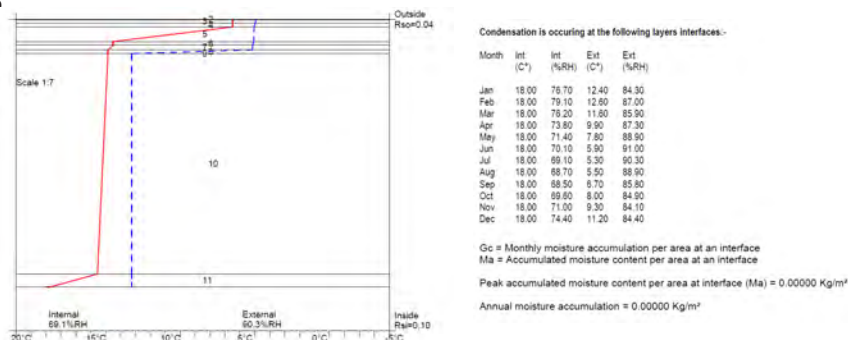 Outside
Rso=0.04
5
Scale 1:7
10
11
Internal
69.1%RH
External
90.3%RH
Inside
Rsi=0.10
20°C 15°C 10°C 5°C 0°C -5°C
Condensation is occuring at the following layers interfaces:-
Month Int Int Ext Ext
(C°) (%RH) (C°) (%RH)
Jan 18.00 76.70 12.40 84.30
Feb 18.00 79.10 12.60 87.00
Mar 18.00 76.20 11.60 85.90
Apr 18.00 73.80 9.90 87.30
May 18.00 71.40 7.80 88.90
Jun 18.00 70.10 5.90 91.00
Jul 18.00 69.10 5.30 90.30
Aug 18.00 68.70 5.50 88.90
Sep 18.00 68.50 6.70 85.80
Oct 18.00 69.60 8.00 84.90
Nov 18.00 71.00 9.30 84.10
Dec 18.00 74.40 11.20 84.40
Gc = Monthly moisture accumulation per area at an interface
Ma = Accumulated moisture content per area at an interface
Peak accumulated moisture content per area at interface (Ma) = 0.00000 Kg/m²
Annual moisture accumulation = 0.00000 Kg/m²